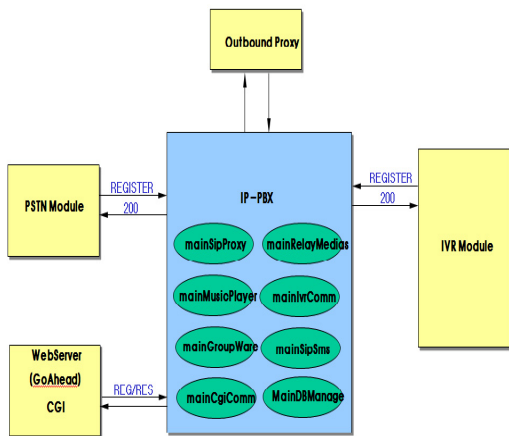 Outbound Proxy
IP-PBX
PSTN Module
REGISTER
200
REGISTER
200
IVR Module
mainSipProxy
mainRelayMedias
mainMusicPlayer
mainIvrComm
mainGroupWare
mainSipSms
mainCgiComm
MainDBManage
WebServer
(GoAhead)
CGI
REG/RES